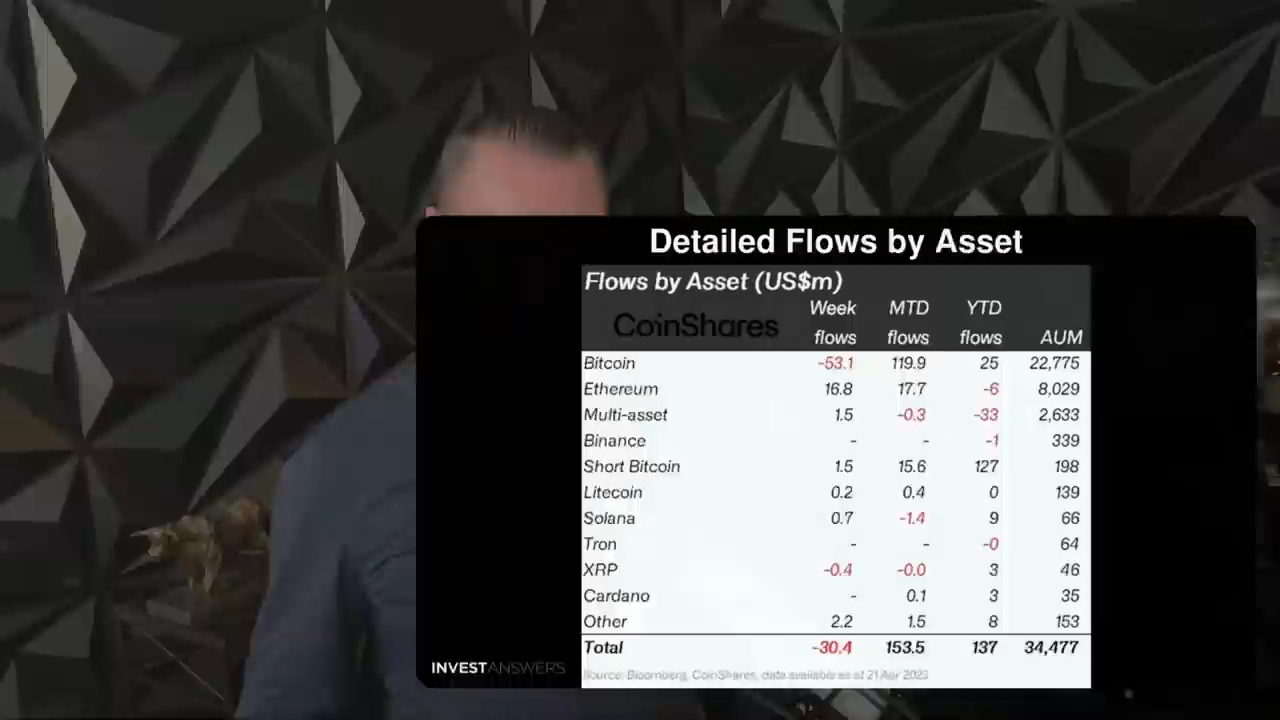 Detailed Flows by Asset
Flows by Asset (US$m)
CoinShares
Week flows MTD flows YTD flows AUM
Bitcoin -53.1 119.9 25 22,775
Ethereum 16.8 17.7 -6 8,029
Multi-asset 1.5 -0.3 -33 2,633
Binance - - -1 339
Short Bitcoin 1.5 15.6 127 198
Litecoin 0.2 0.4 0 139
Solana 0.7 -1.4 9 66
Tron - - -0 64
XRP -0.4 -0.0 3 46
Cardano - 0.1 3 35
Other 2.2 1.5 8 153
Total -30.4 153.5 137 34,477
Source: Bloomberg, CoinShares, data available as at 21 Apr 2023
INVESTANSWERS